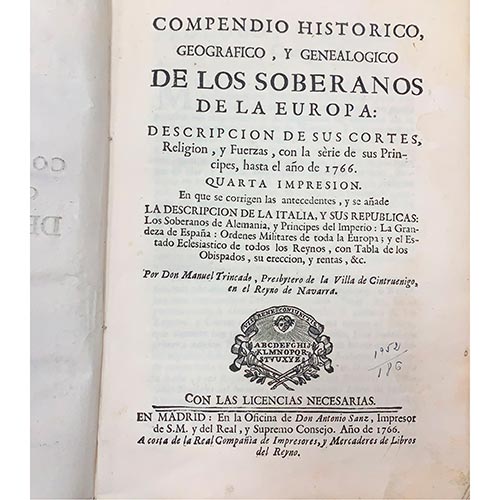 COMPENDIO HISTORICO,
GEOGRAFICO, Y GENEALOGICO
DE LOS SOBERANOS
DE LA EUROPA:
DESCRIPCION DE SUS CORTES,
Religion, y Fuerzas, con la sèrie de sus Prin-
cipes, hasta el año de 1766.
QUARTA IMPRESION.
En que se corrigen las antecedentes, y se añade
LA DESCRIPCION DE LA ITALIA, Y SUS REPUBLICAS:
Los Soberanos de Alemania, y Principes del Imperio: La Gran-
deza de España: Ordenes Militares de toda la Europa; y el Es-
tado Eclesiastico de todos los Reynos, con Tabla de los
Obispados, su ereccion, y rentas, &c.
Por Don Manuel Trincado, Presbytero de la Villa de Cintruenigo,
en el Reyno de Navarra.
ABCDEFGHIS
KLMNOPQR
STUVXYZ
1952
186
CON LAS LICENCIAS NECESARIAS.
EN MADRID: En la Oficina de Don Antonio Sanz, Impresor
de S.M. y del Real, y Supremo Consejo. Año de 1766.
A costa de la Real Compañia de Impresores, y Mercaderes de Libros
del Reyno.